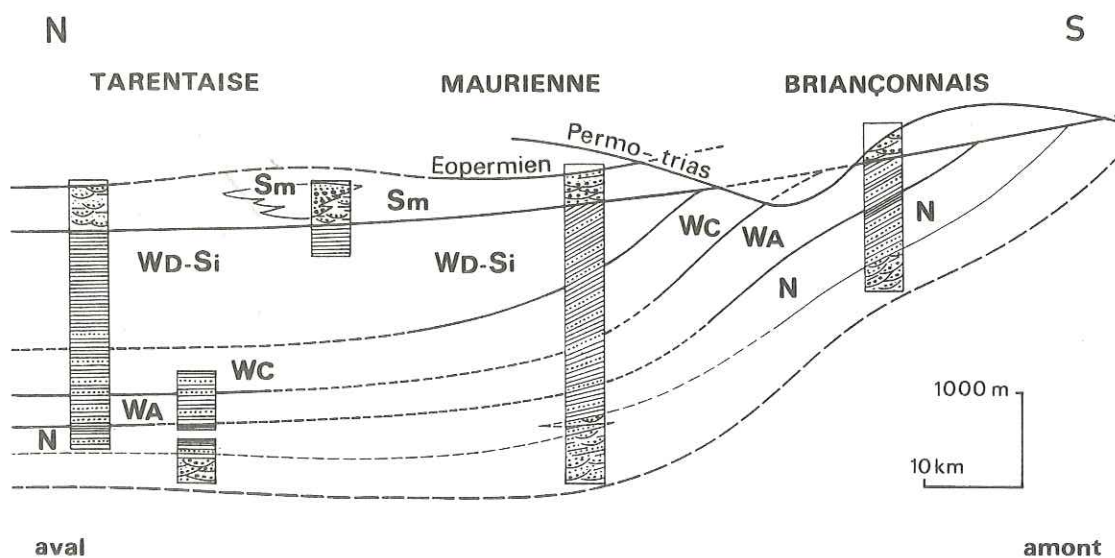 N
S
TARENTAISE
MAURIENNE
BRIANÇONNAIS
Permo-trias
Eopermien
Sm
Sm
WD-Si
WD-Si
WC
WA
N
WC
WA
N
N
1000 m
10 km
aval
amont